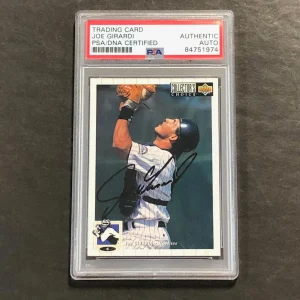 TRADING CARD
JOE GIRARDI AUTHENTIC
PSA/DNA CERTIFIED AUTO
PSA 84751974
COLLECTOR'S
CHOICE
UPPER DECK